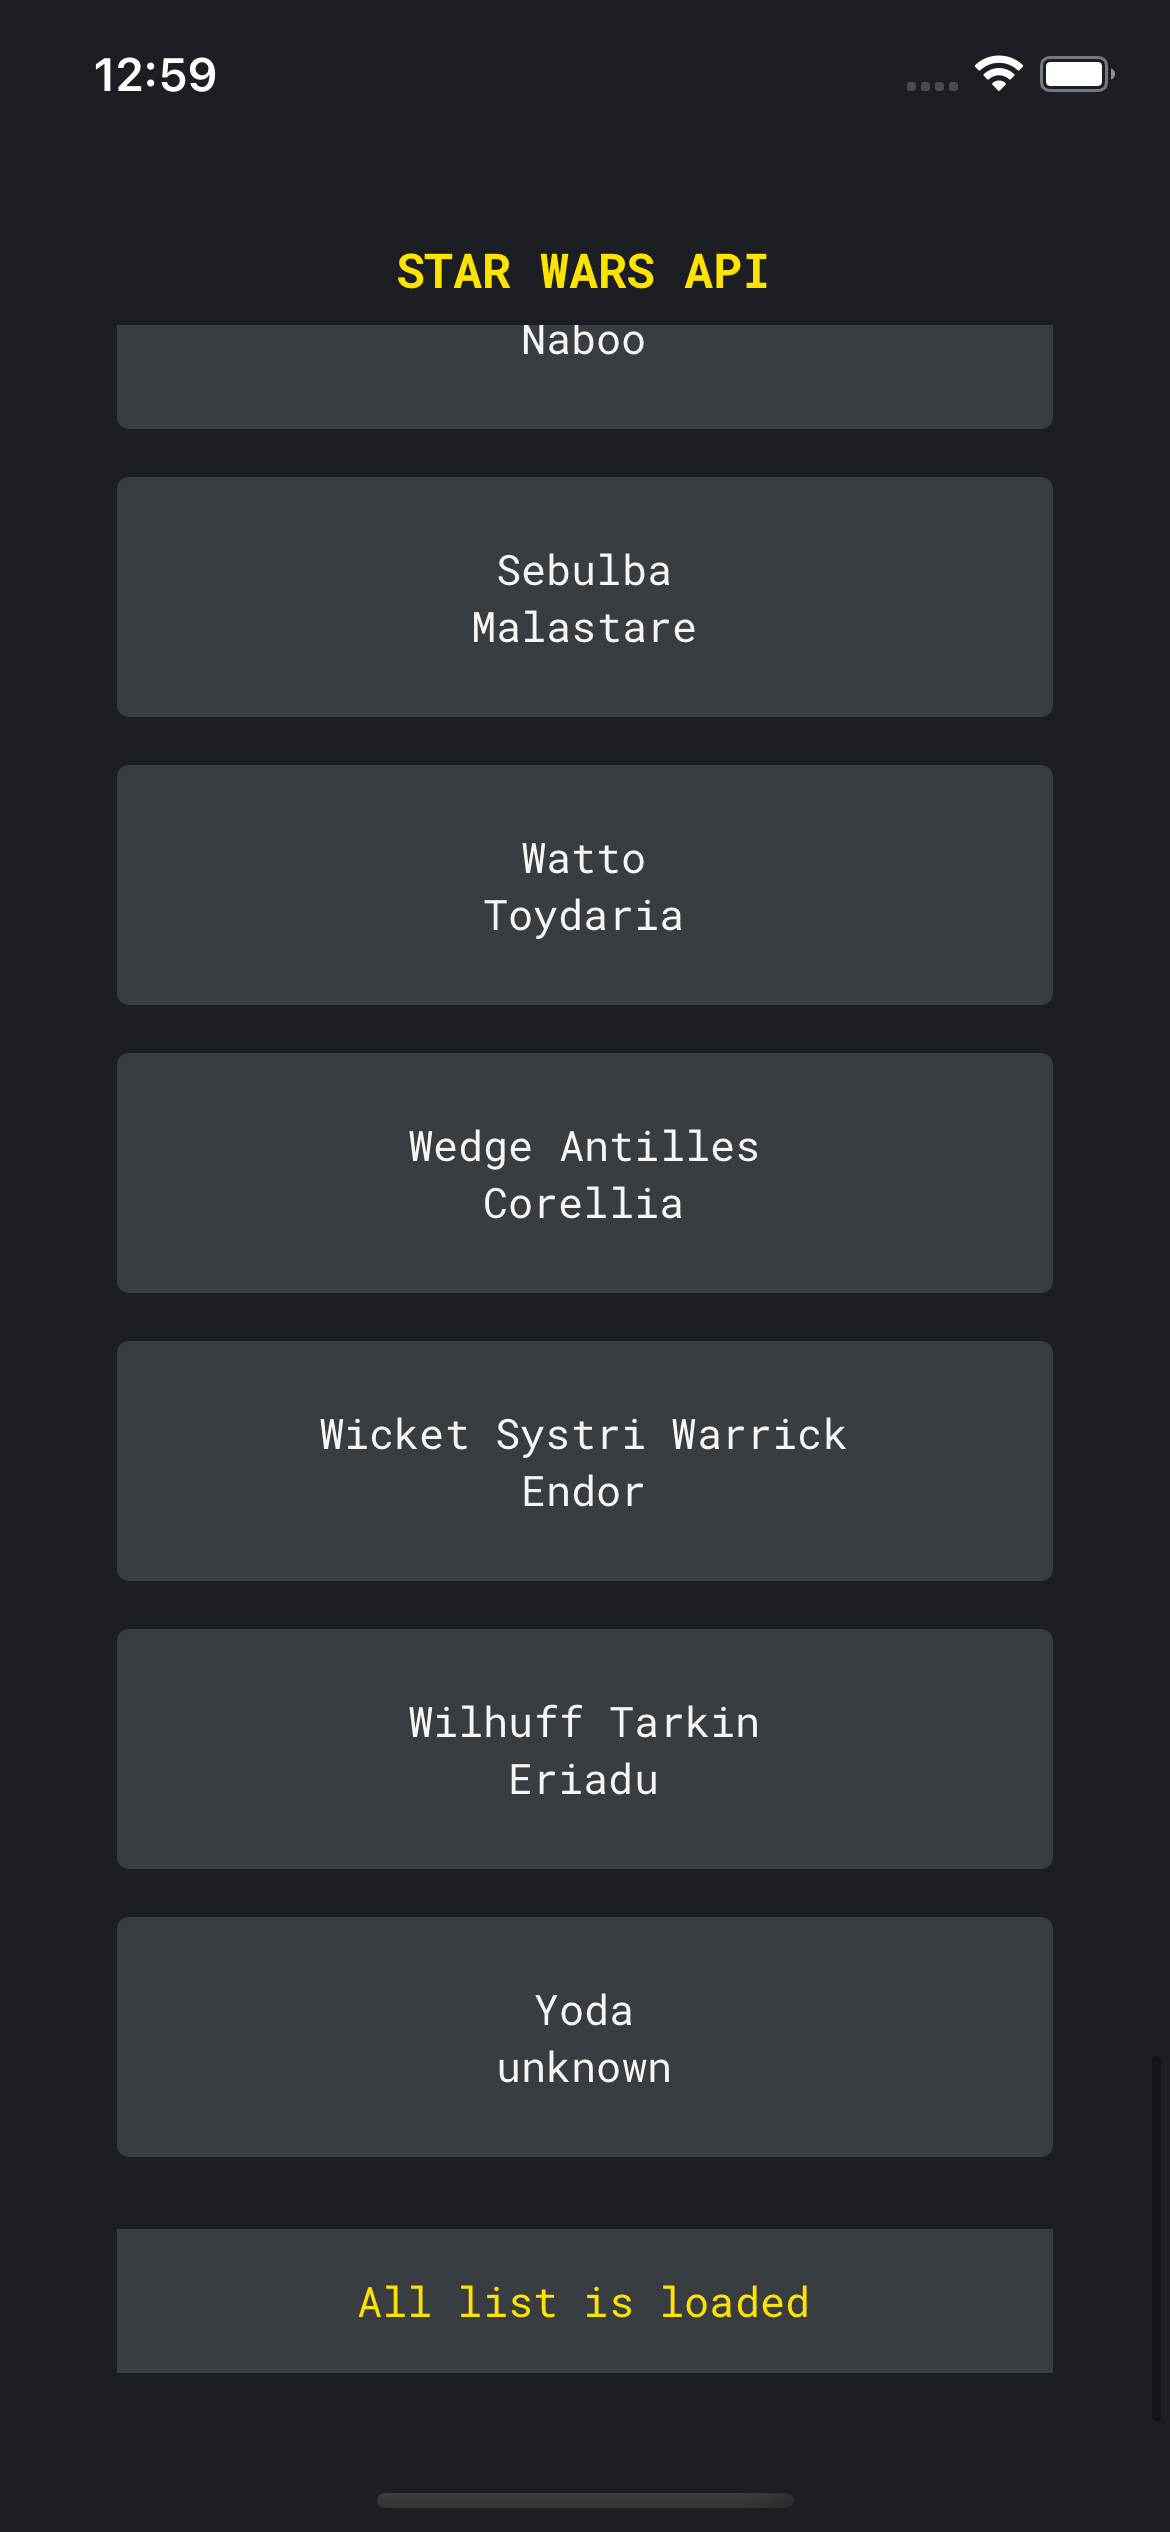 12:59
STAR WARS API
Naboo
Sebulba
Malastare
Watto
Toydaria
Wedge Antilles
Corellia
Wicket Systri Warrick
Endor
Wilhuff Tarkin
Eriadu
Yoda
unknown
All list is loaded